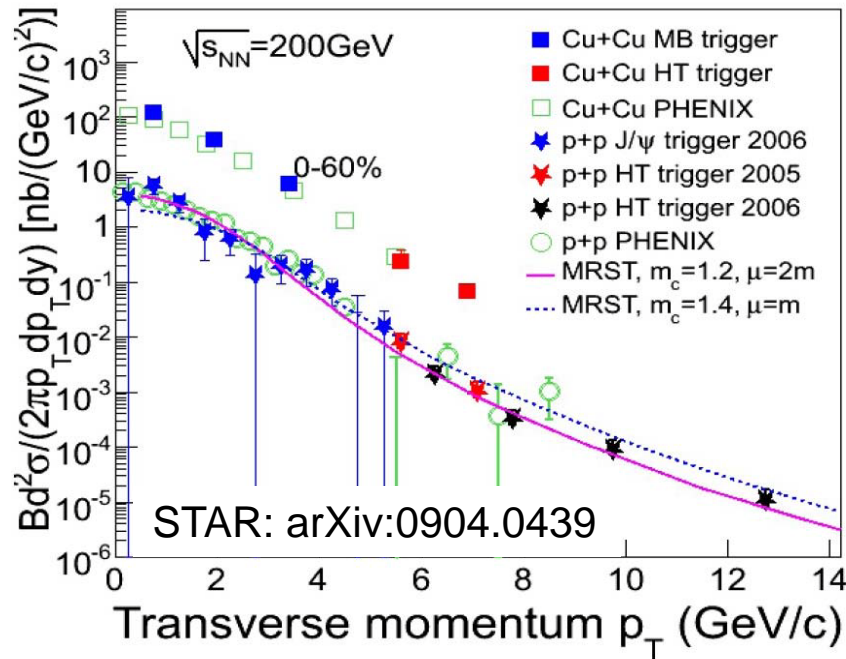 √s_NN=200GeV
Cu+Cu MB trigger
Cu+Cu HT trigger
Cu+Cu PHENIX
p+p J/ψ trigger 2006
p+p HT trigger 2005
p+p HT trigger 2006
p+p PHENIX
MRST, m_c=1.2, μ=2m
MRST, m_c=1.4, μ=m
0-60%
STAR: arXiv:0904.0439
Bd²σ/(2πp_T dp_T dy) [nb/(GeV/c)²)]
10³
10²
10
1
10⁻¹
10⁻²
10⁻³
10⁻⁴
10⁻⁵
10⁻⁶
0 2 4 6 8 10 12 14
Transverse momentum p_T (GeV/c)